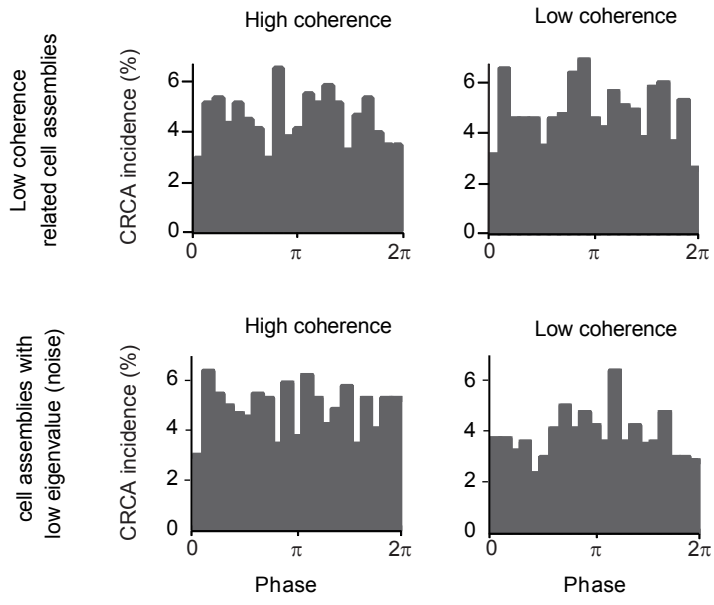 High coherence
Low coherence
Low coherence
related cell assemblies
CRCA incidence (%)
6
4
2
0
0
π
2π
6
4
2
0
0
π
2π
High coherence
Low coherence
cell assemblies with
low eigenvalue (noise)
CRCA incidence (%)
6
4
2
0
0
π
2π
Phase
6
4
2
0
0
π
2π
Phase